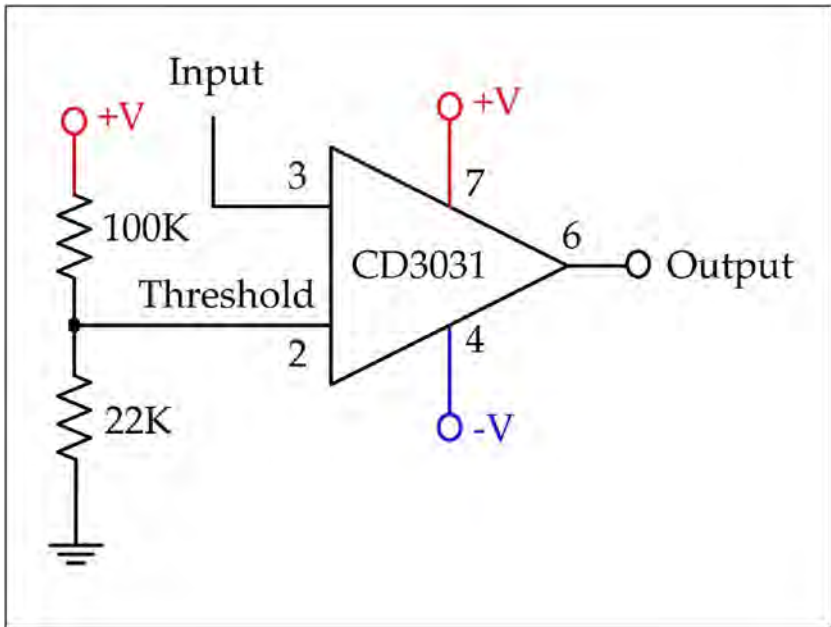 Input
+V
+V
3
7
100K
6
CD3031
Output
Threshold
2
4
22K
-V